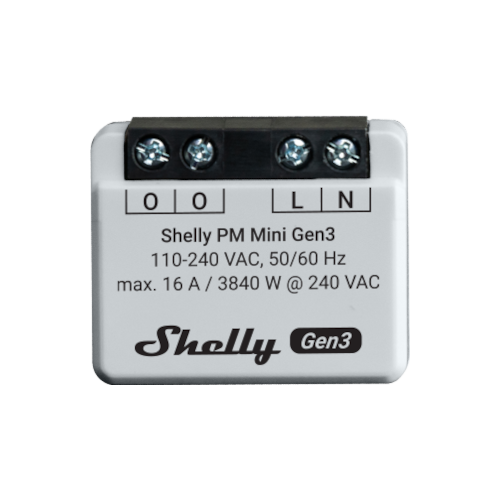 O O L N
Shelly PM Mini Gen3
110-240 VAC, 50/60 Hz
max. 16 A / 3840 W @ 240 VAC
Shelly Gen3